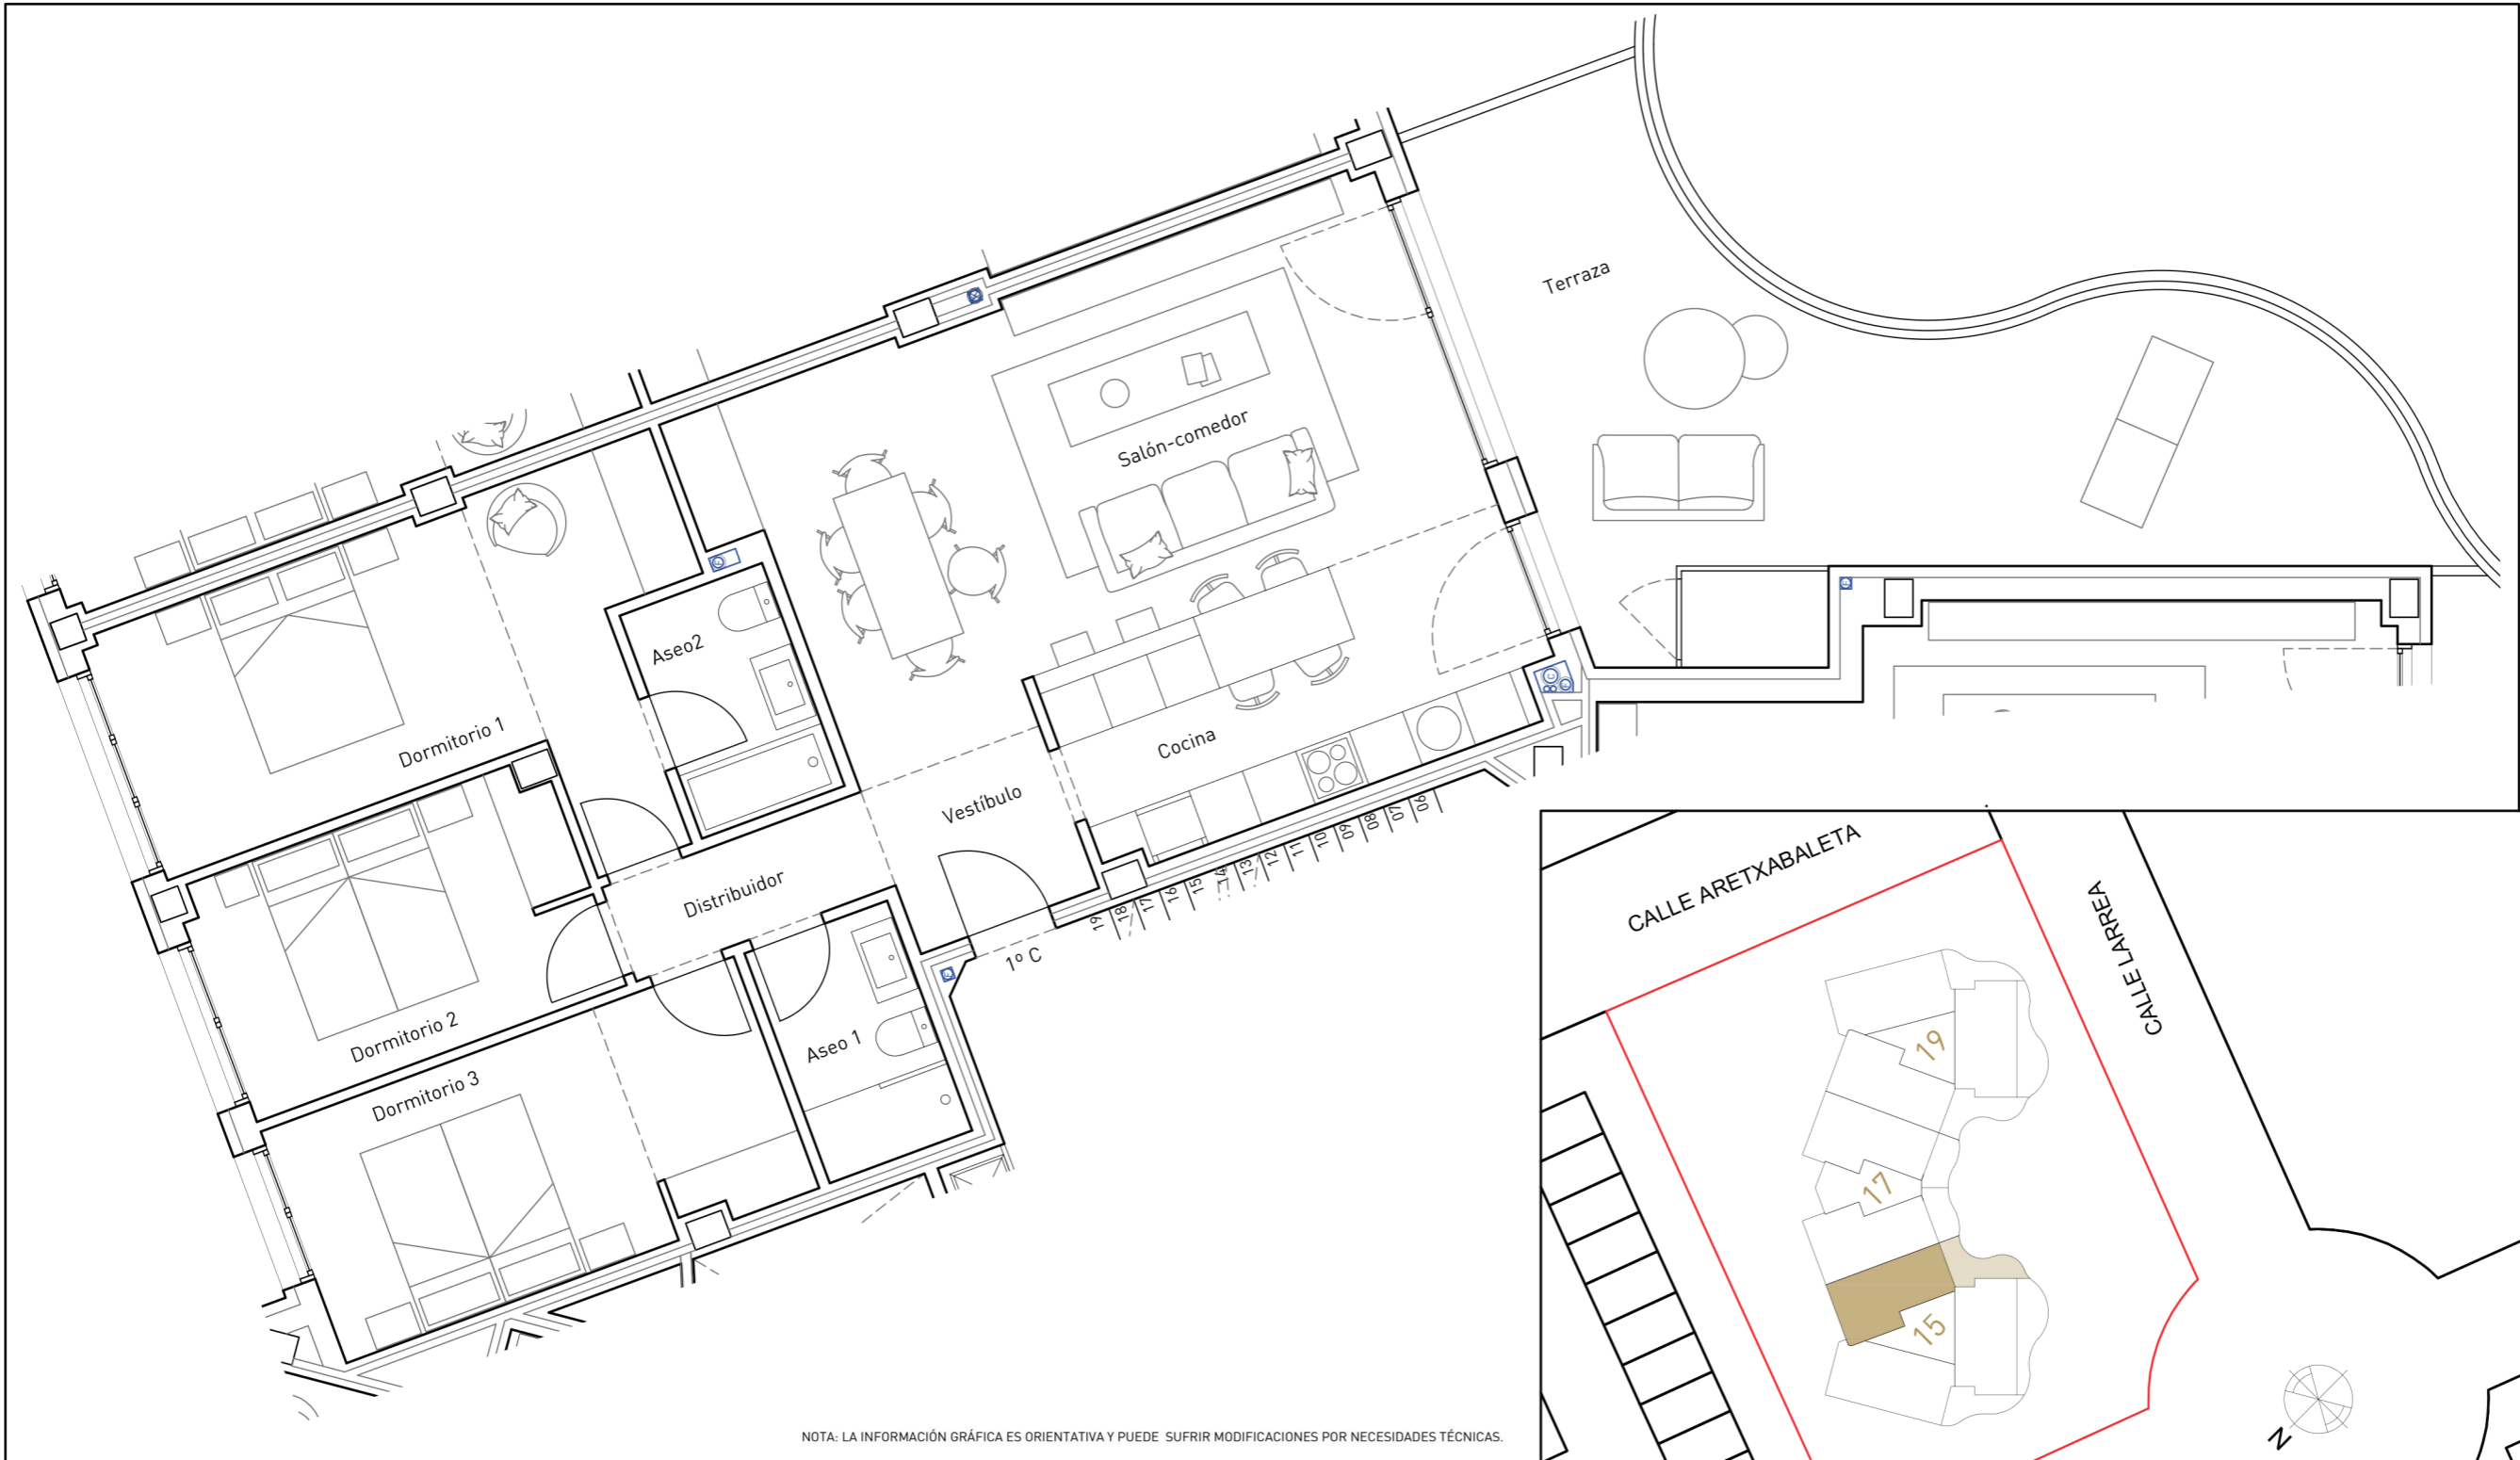 Terraza
Salón-comedor
Aseo2
Dormitorio 1
Cocina
Vestíbulo
Distribuidor
19 18 17 16 15 14 13 12 11 10 09 08 07 06
1º C
Dormitorio 2
Aseo 1
Dormitorio 3
NOTA: LA INFORMACIÓN GRÁFICA ES ORIENTATIVA Y PUEDE SUFRIR MODIFICACIONES POR NECESIDADES TÉCNICAS.
CALLE ARETXABALETA
CALLE LARREA
19
17
15
N